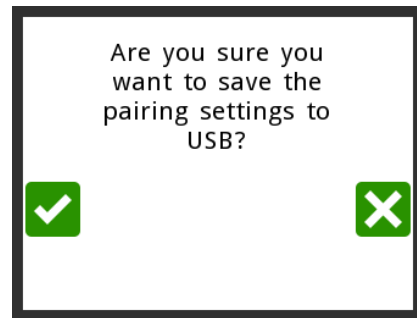 Are you sure you
want to save the
pairing settings to
USB?